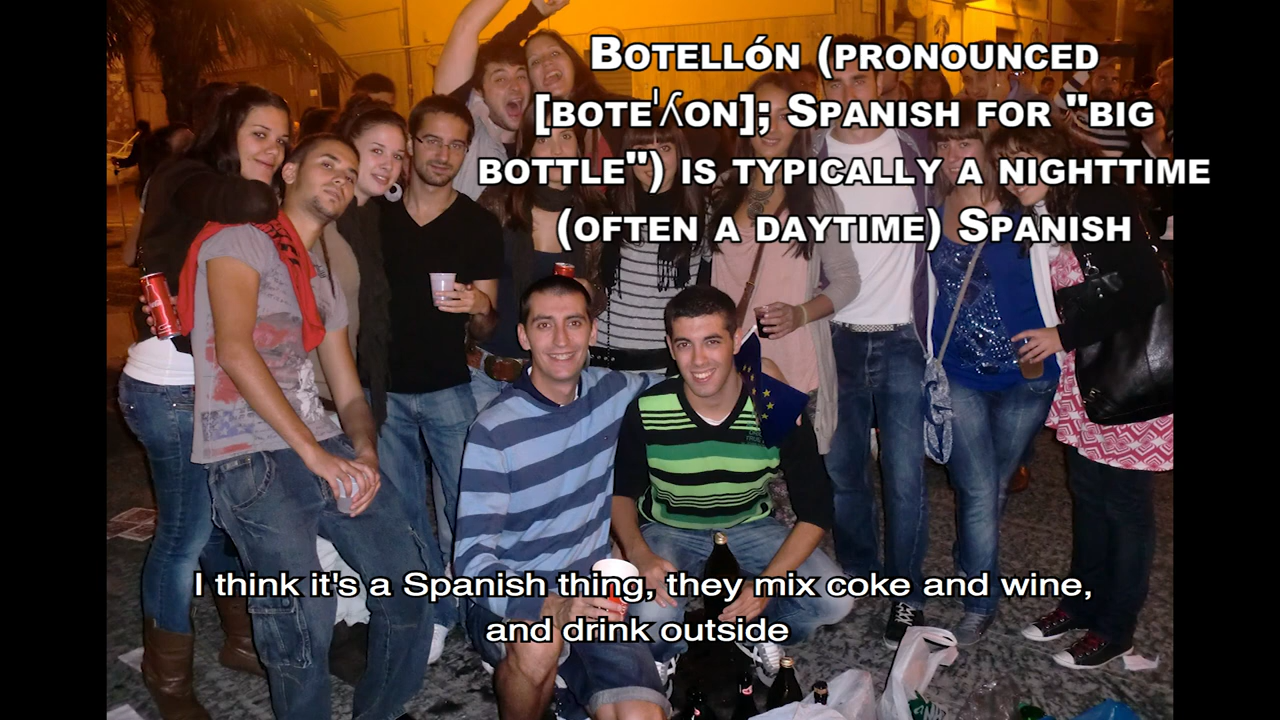 Botellón (pronounced
[boteˈʎon]; Spanish for "big
bottle") is typically a nighttime
(often a daytime) Spanish
I think it's a Spanish thing, they mix coke and wine,
and drink outside